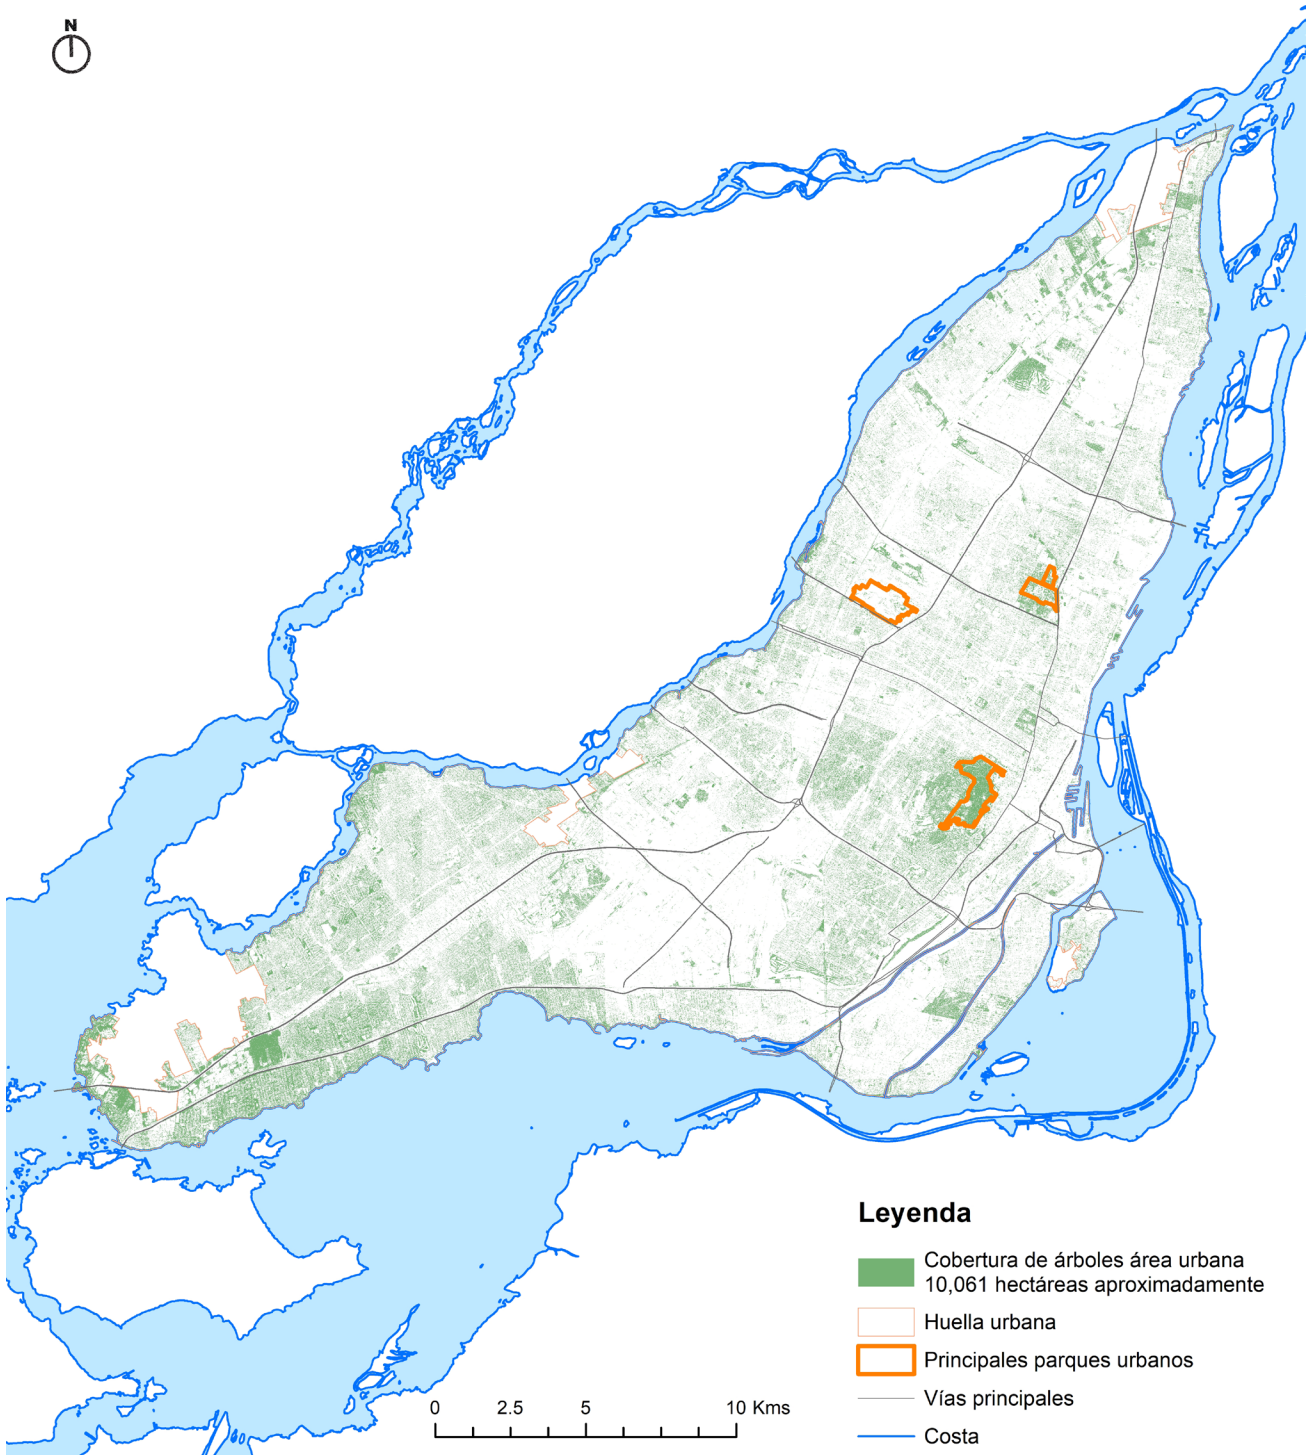 N
Leyenda
Cobertura de árboles área urbana
10,061 hectáreas aproximadamente
Huella urbana
Principales parques urbanos
Vías principales
Costa
0 2.5 5 10 Kms